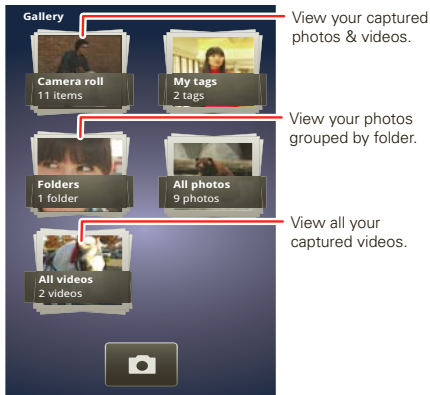 Gallery
View your captured
photos & videos.
Camera roll
11 items
My tags
2 tags
View your photos
grouped by folder.
Folders
1 folder
All photos
9 photos
View all your
captured videos.
All videos
2 videos